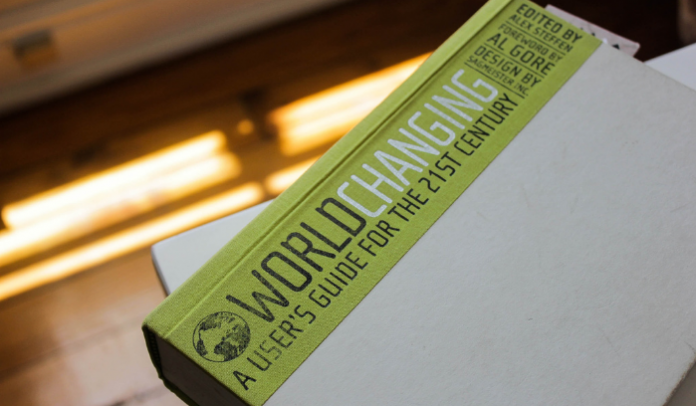 WORLDCHANGING
A USER'S GUIDE FOR THE 21ST CENTURY
EDITED BY
ALEX STEFFEN
FOREWORD BY
AL GORE
DESIGN BY
SAGMEISTER INC.